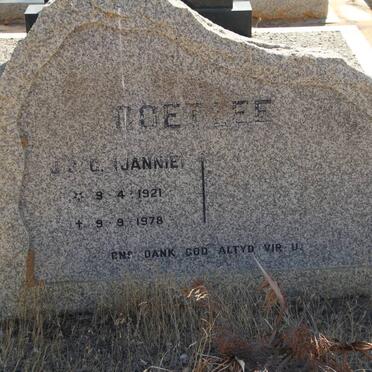 COETZEE
J. J. C. (JANNIE)
* 9 - 4 - 1921
✝ 9 - 9 - 1978
ONS DANK GOD ALTYD VIR U.